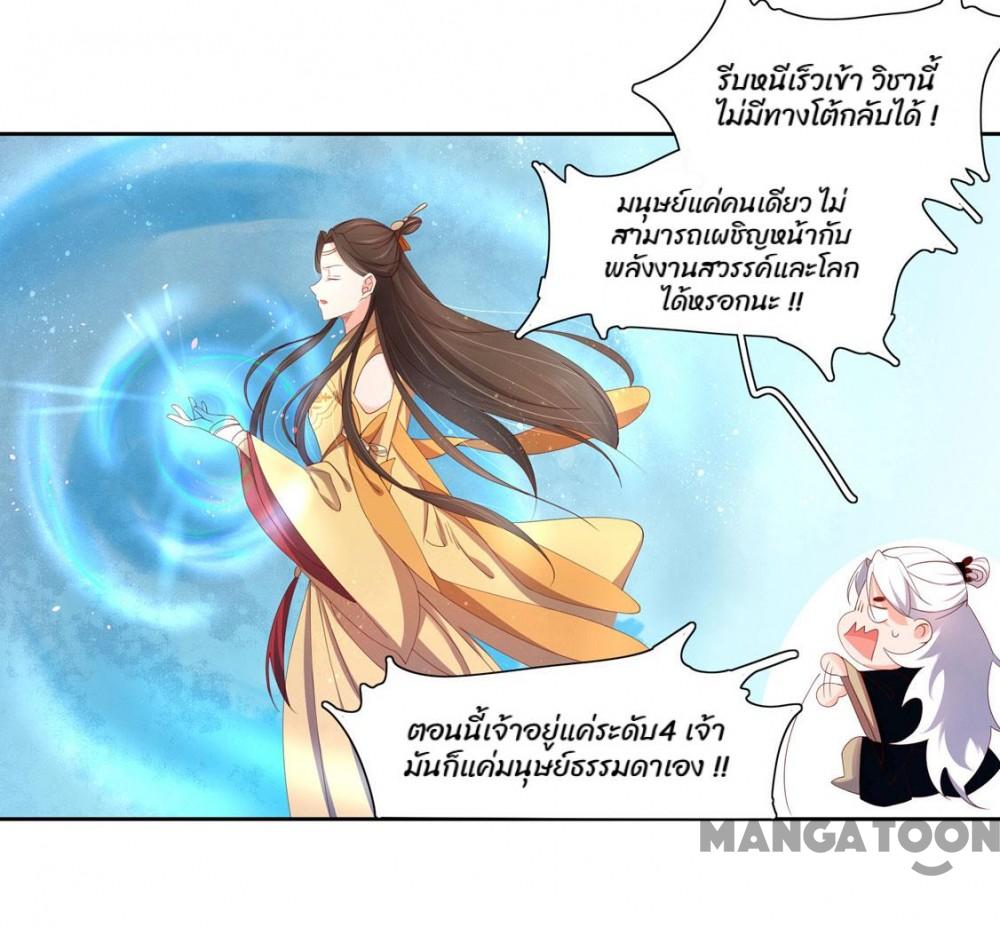 รีบหนีเร็วเข้า วิชานี้
ไม่มีทางโต้กลับได้ !
มนุษย์แค่คนเดียว ไม่
สามารถเผชิญหน้ากับ
พลังงานสวรรค์และโลก
ได้หรอกนะ !!
ตอนนี้เจ้าอยู่แค่ระดับ4 เจ้า
มันก็แค่มนุษย์ธรรมดาเอง !!
MANGATOON